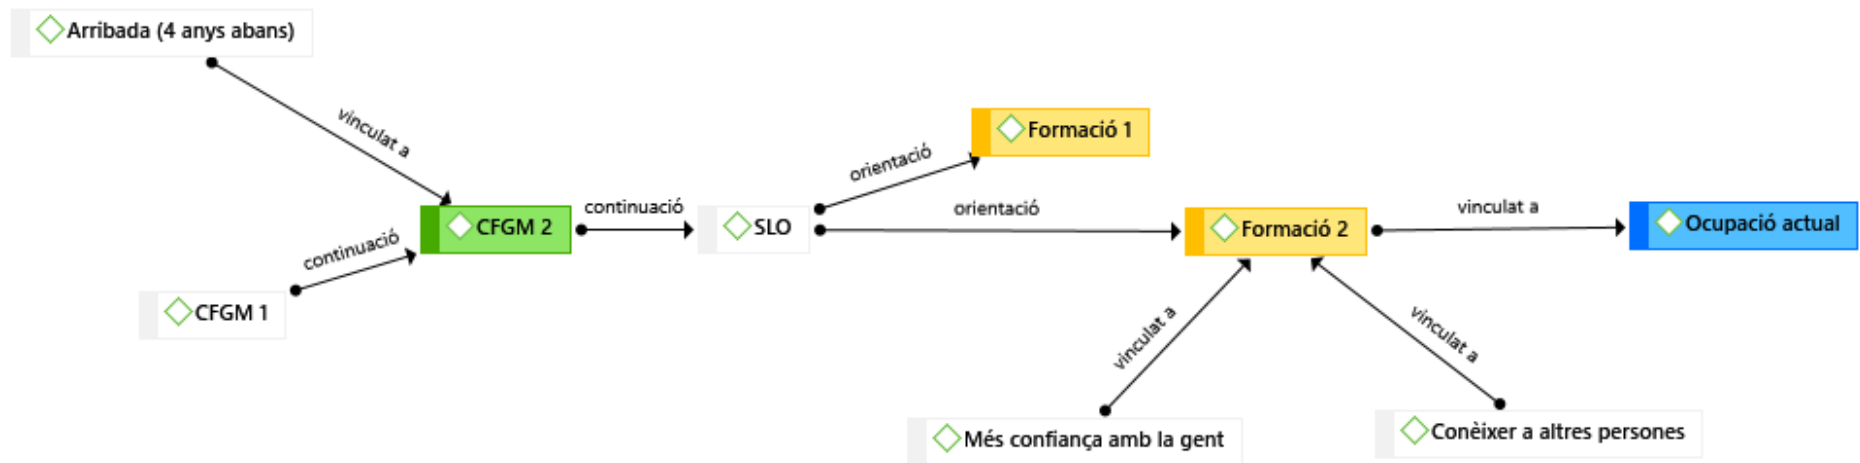 Arribada (4 anys abans)
vinculat a
Formació 1
orientació
CFGM 2
continuació
SLO
orientació
Formació 2
vinculat a
Ocupació actual
continuació
CFGM 1
vinculat a
vinculat a
Més confiança amb la gent
Conèixer a altres persones